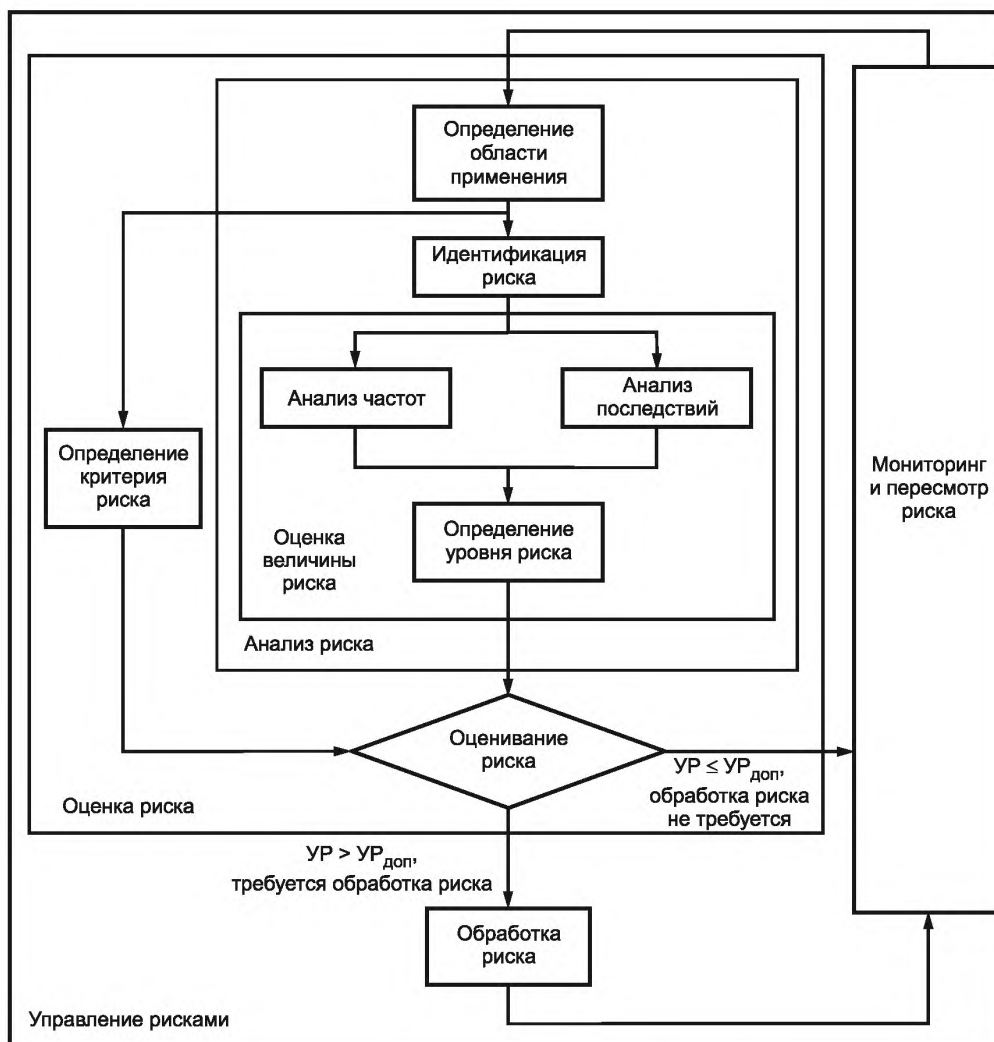 Определение
области
применения
Идентификация
риска
Анализ частот
Анализ
последствий
Определение
критерия
риска
Мониторинг
и пересмотр
риска
Определение
уровня риска
Оценка
величины
риска
Анализ риска
Оценивание
риска
УР ≤ УРдоп,
обработка риска
не требуется
Оценка риска
УР > УРдоп,
требуется обработка риска
Обработка
риска
Управление рисками